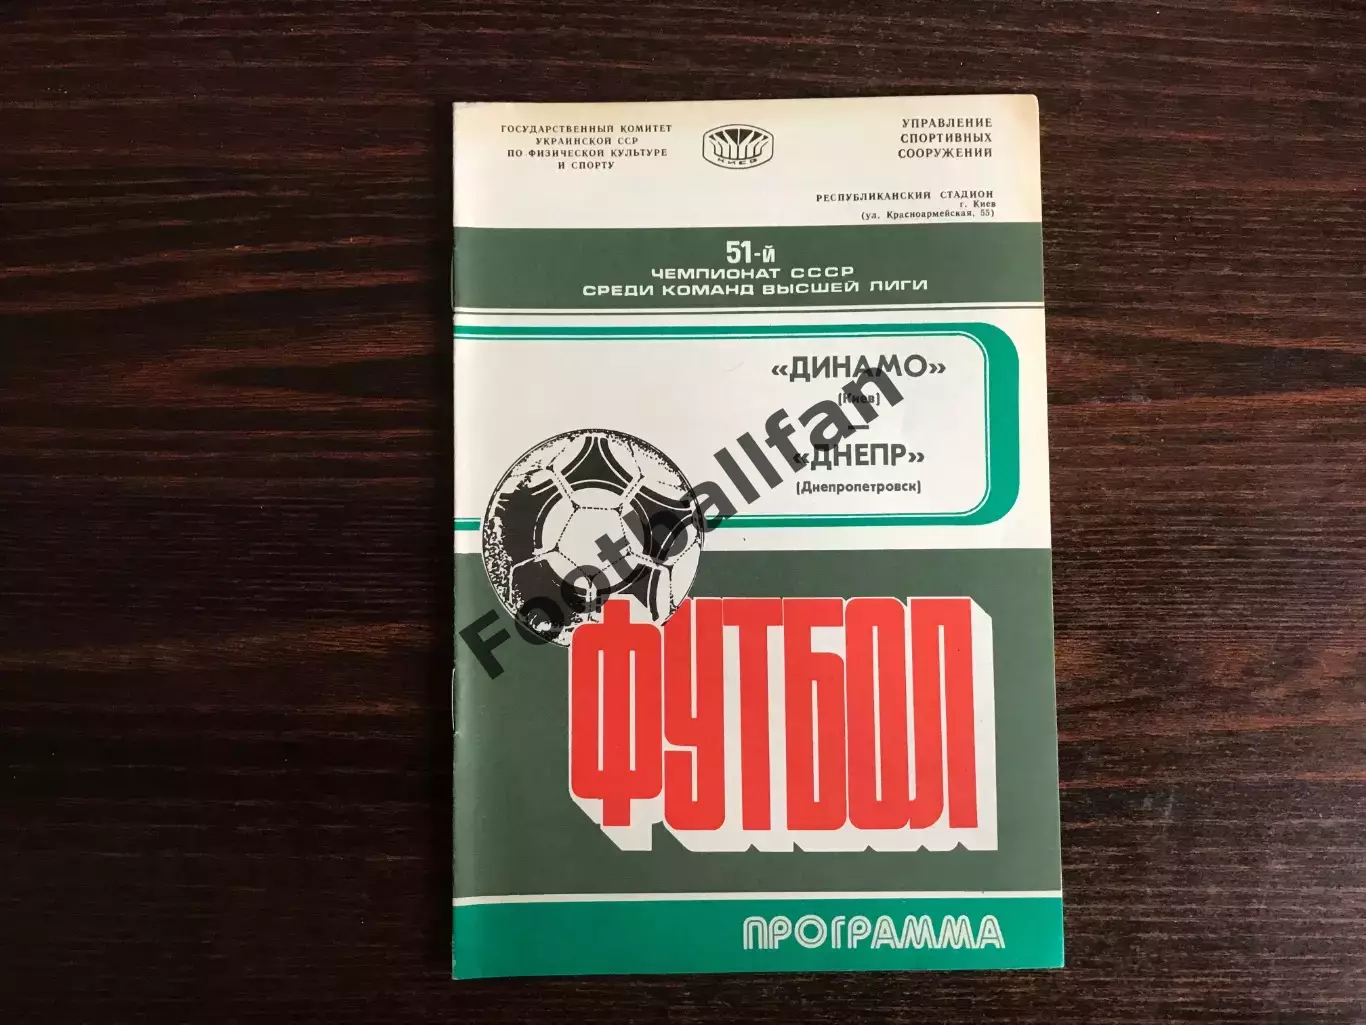 ГОСУДАРСТВЕННЫЙ КОМИТЕТ
УКРАИНСКОЙ ССР
ПО ФИЗИЧЕСКОЙ КУЛЬТУРЕ
И СПОРТУ
КИЕВ
УПРАВЛЕНИЕ
СПОРТИВНЫХ
СООРУЖЕНИЙ
РЕСПУБЛИКАНСКИЙ СТАДИОН
г. Киев
(ул. Красноармейская, 55)
51-й
ЧЕМПИОНАТ СССР
СРЕДИ КОМАНД ВЫСШЕЙ ЛИГИ
«ДИНАМО»
(Киев)
—
«ДНЕПР»
(Днепропетровск)
Footballfan
ФУТБОЛ
ПРОГРАММА